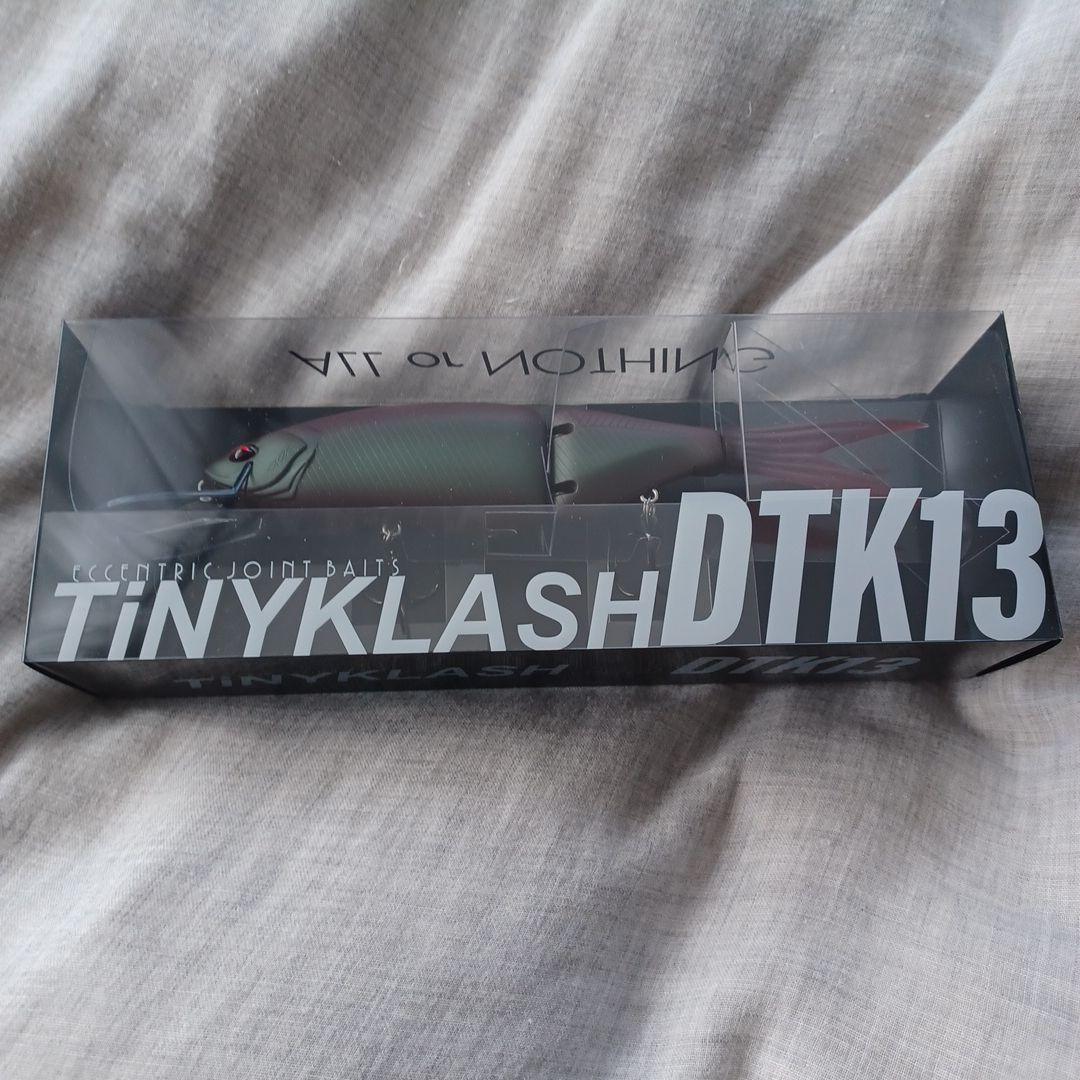 ALL or NOTHING
ECCENTRIC JOINT BAITS
TiNYKLASH DTK13
TiNYKLASH DTK13